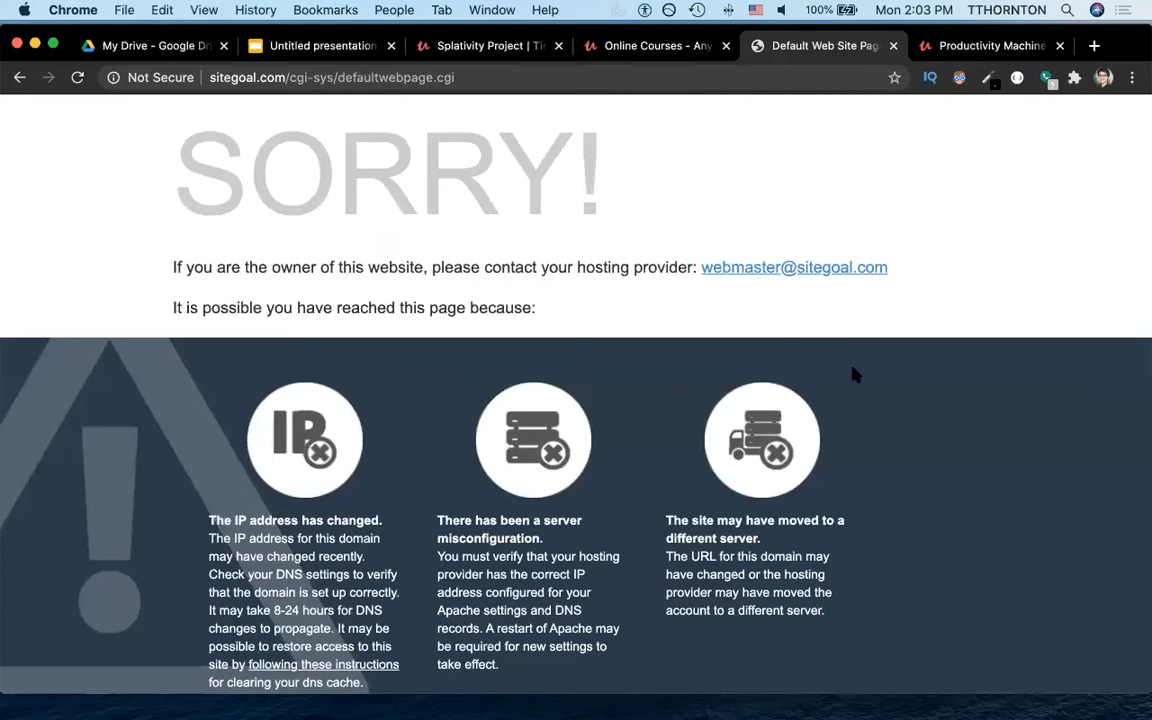 Chrome File Edit View History Bookmarks People Tab Window Help 100% Mon 2:03 PM TTHORNTON
My Drive - Google Dr Untitled presentation Splativity Project | Ti Online Courses - Any Default Web Site Pag Productivity Machine
Not Secure sitegoal.com/cgi-sys/defaultwebpage.cgi IQ
SORRY!
If you are the owner of this website, please contact your hosting provider: webmaster@sitegoal.com
It is possible you have reached this page because:
IP
The IP address has changed.
The IP address for this domain
may have changed recently.
Check your DNS settings to verify
that the domain is set up correctly.
It may take 8-24 hours for DNS
changes to propagate. It may be
possible to restore access to this
site by following these instructions
for clearing your dns cache.
There has been a server
misconfiguration.
You must verify that your hosting
provider has the correct IP
address configured for your
Apache settings and DNS
records. A restart of Apache may
be required for new settings to
take effect.
The site may have moved to a
different server.
The URL for this domain may
have changed or the hosting
provider may have moved the
account to a different server.